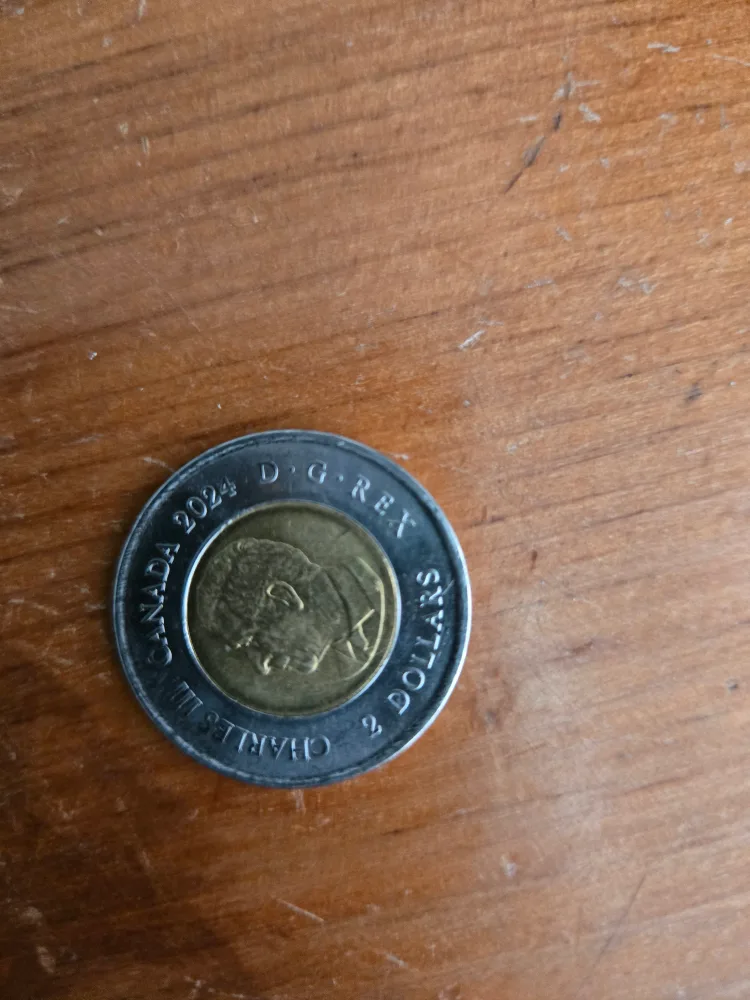 CHARLES III CANADA 2024 D·G·REX
2 DOLLARS